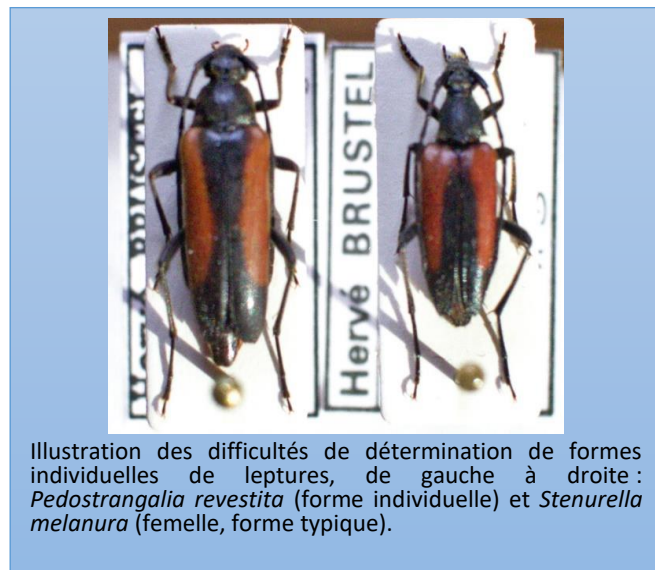 Hervé BRUSTEL
Illustration des difficultés de détermination de formes
individuelles de leptures, de gauche à droite :
Pedostrangalia revestita (forme individuelle) et Stenurella
melanura (femelle, forme typique).